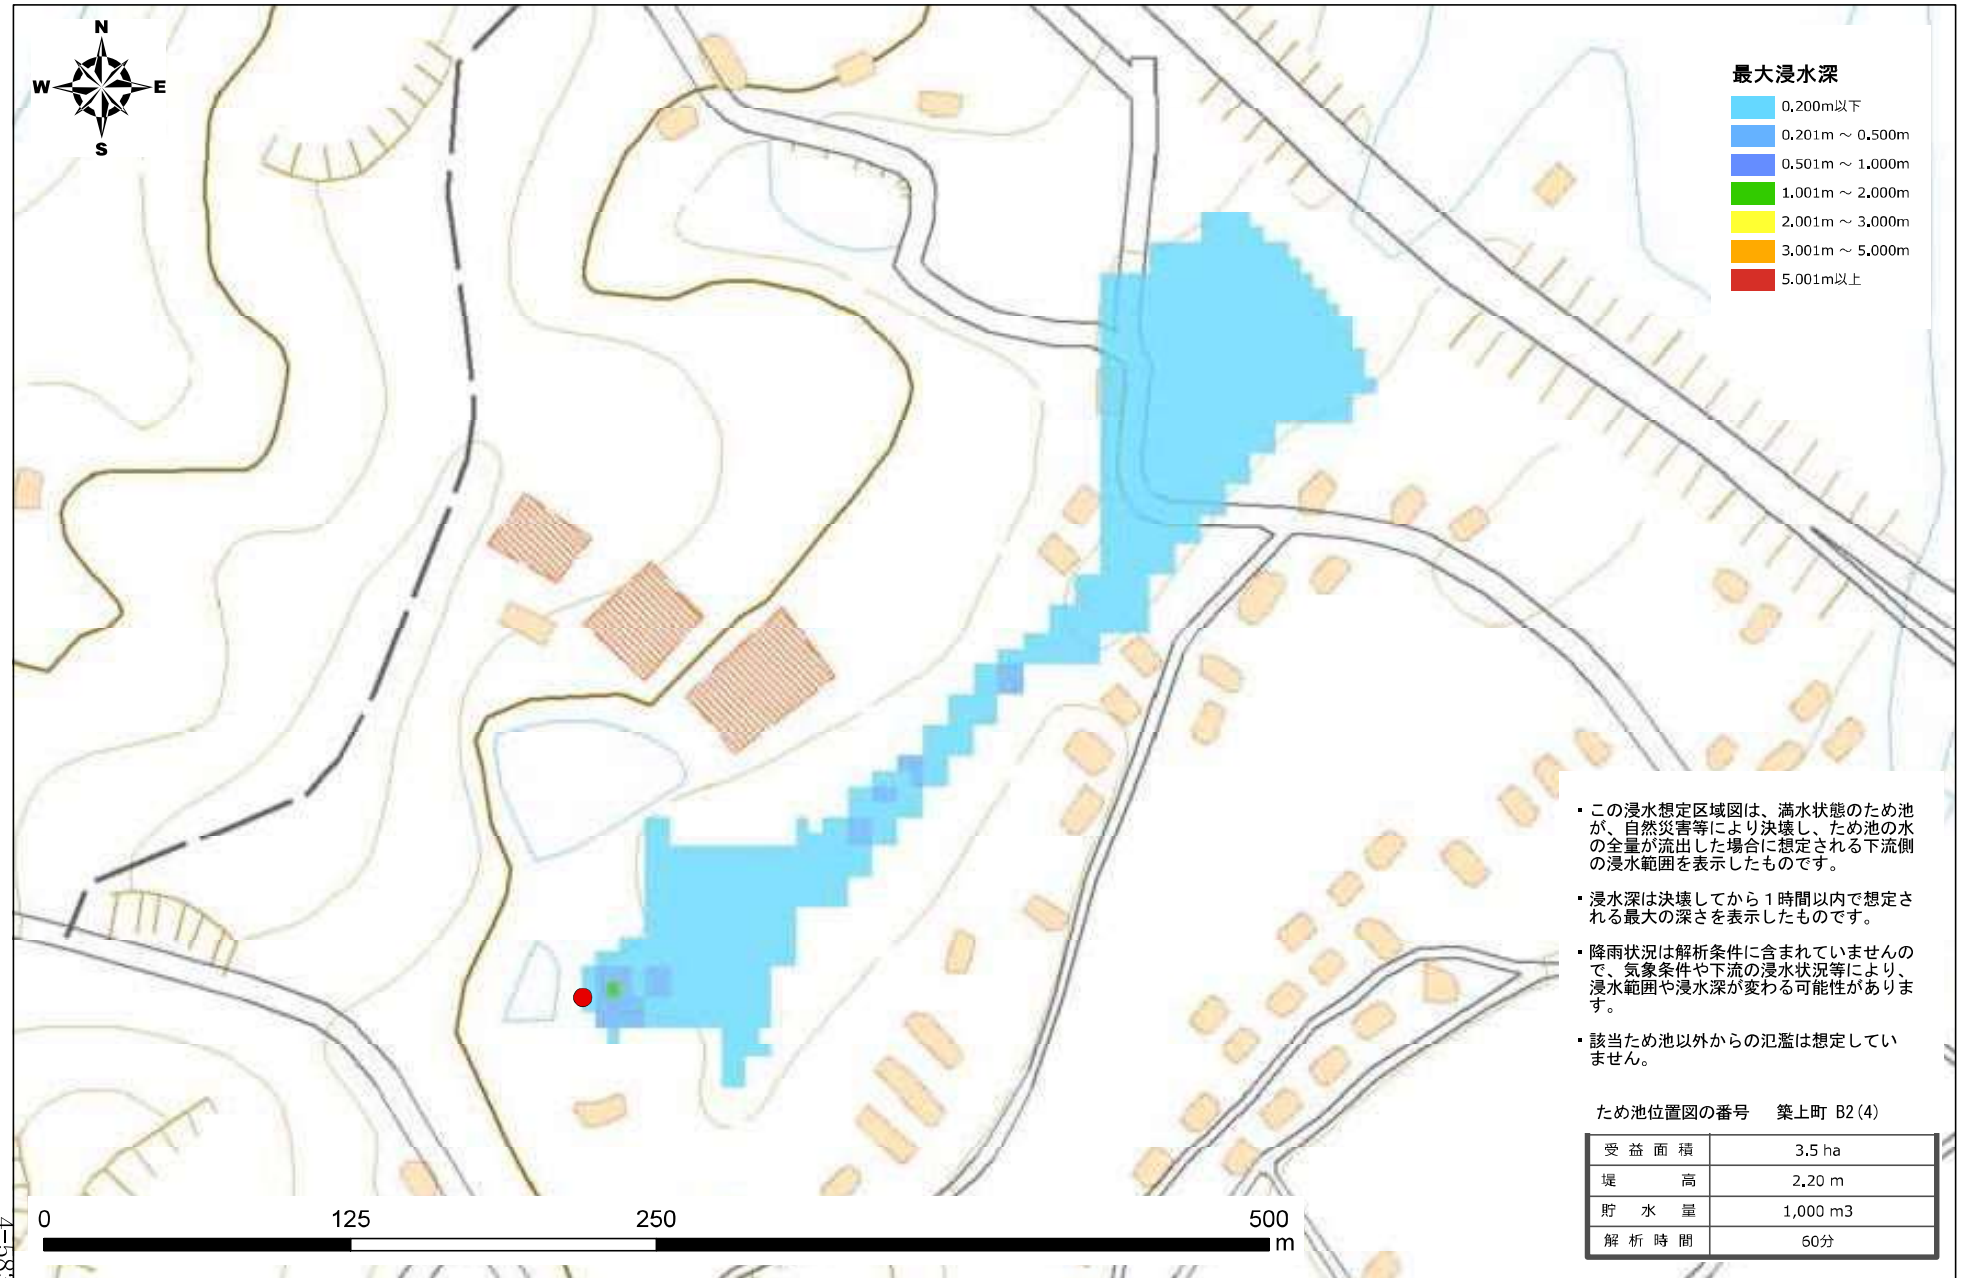 N
W
E
S
最大浸水深
0.200m以下
0.201m ～ 0.500m
0.501m ～ 1.000m
1.001m ～ 2.000m
2.001m ～ 3.000m
3.001m ～ 5.000m
5.001m以上
・この浸水想定区域図は、満水状態のため池
が、自然災害等により決壊し、ため池の水
の全量が流出した場合に想定される下流側
の浸水範囲を表示したものです。
・浸水深は決壊してから１時間以内で想定さ
れる最大の深さを表示したものです。
・降雨状況は解析条件に含まれていませんの
で、気象条件や下流の浸水状況等により、
浸水範囲や浸水深が変わる可能性がありま
す。
・該当ため池以外からの氾濫は想定してい
ません。
ため池位置図の番号 築上町 B2(4)
受益面積 3.5 ha
堤高 2.20 m
貯水量 1,000 m3
解析時間 60分
0 125 250 500
m